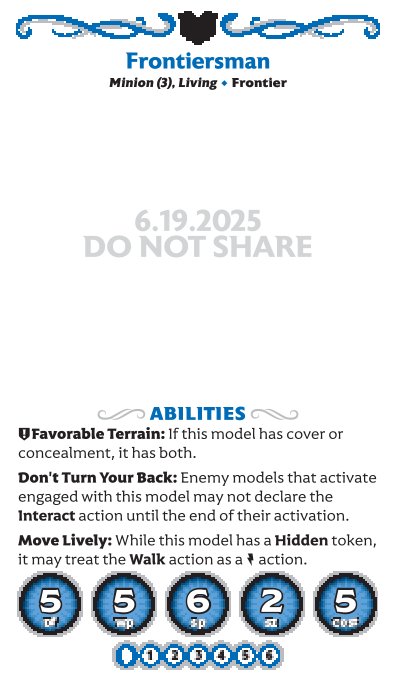 Frontiersman
Minion (3), Living ♦ Frontier
6.19.2025
DO NOT SHARE
ABILITIES
Favorable Terrain: If this model has cover or
concealment, it has both.
Don't Turn Your Back: Enemy models that activate
engaged with this model may not declare the
Interact action until the end of their activation.
Move Lively: While this model has a Hidden token,
it may treat the Walk action as a action.
5 5 6 2 5
Df Wp Sp Sz Cost
1 2 3 4 5 6